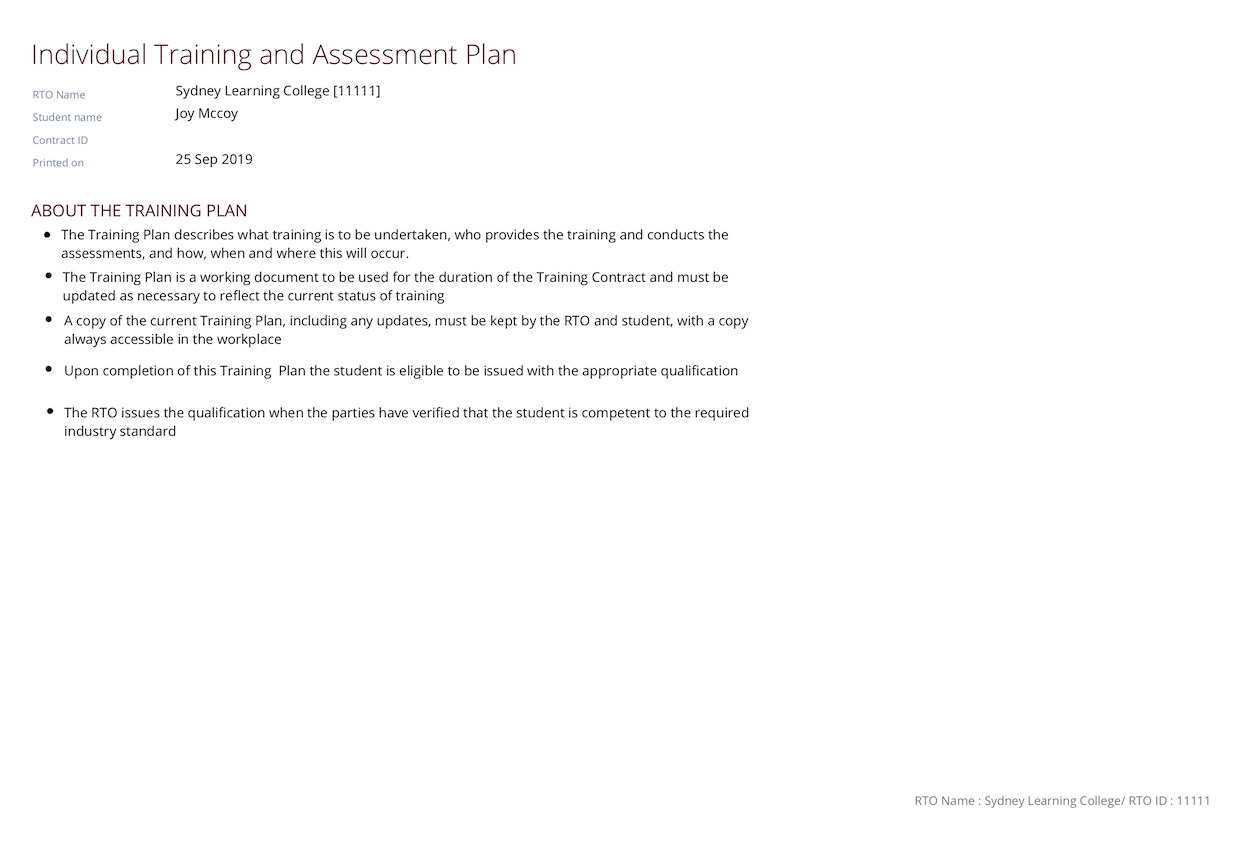 Individual Training and Assessment Plan
RTO Name Sydney Learning College [11111]
Student name Joy Mccoy
Contract ID
Printed on 25 Sep 2019
ABOUT THE TRAINING PLAN
• The Training Plan describes what training is to be undertaken, who provides the training and conducts the
assessments, and how, when and where this will occur.
• The Training Plan is a working document to be used for the duration of the Training Contract and must be
updated as necessary to reflect the current status of training
• A copy of the current Training Plan, including any updates, must be kept by the RTO and student, with a copy
always accessible in the workplace
• Upon completion of this Training  Plan the student is eligible to be issued with the appropriate qualification
• The RTO issues the qualification when the parties have verified that the student is competent to the required
industry standard
RTO Name : Sydney Learning College/ RTO ID : 11111